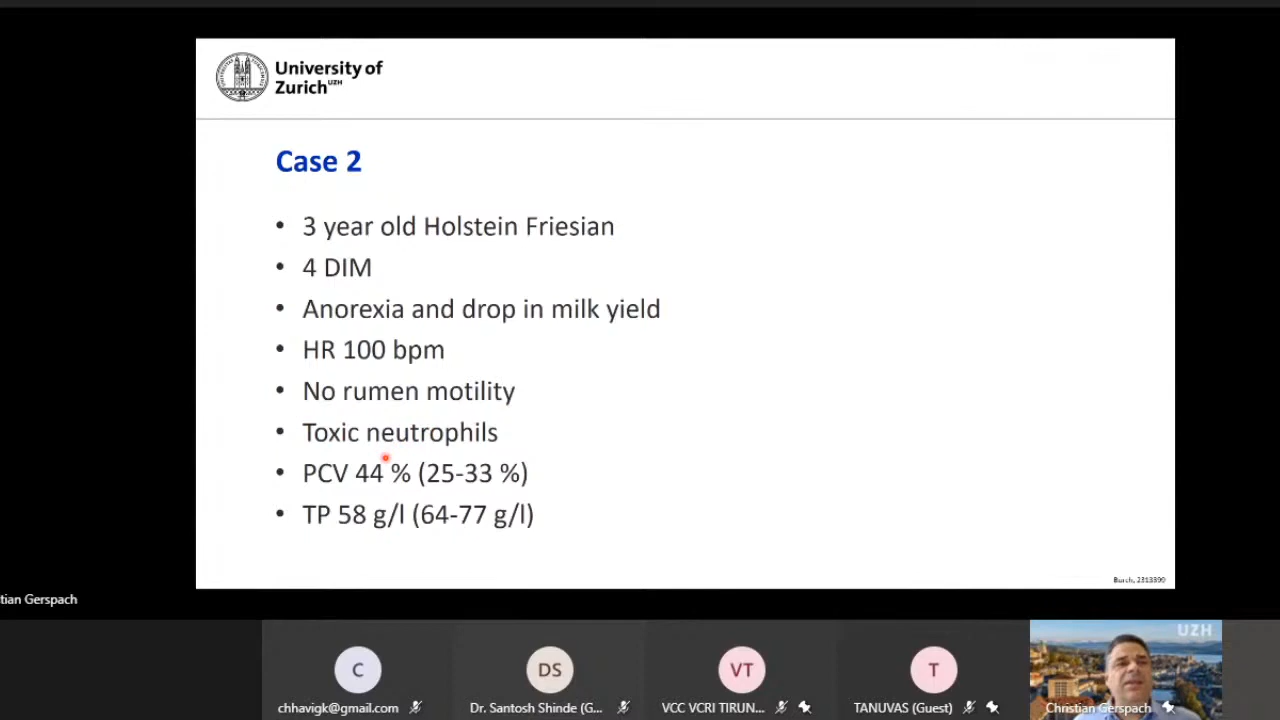 University of
Zurich UZH
Case 2
• 3 year old Holstein Friesian
• 4 DIM
• Anorexia and drop in milk yield
• HR 100 bpm
• No rumen motility
• Toxic neutrophils
• PCV 44 % (25-33 %)
• TP 58 g/l (64-77 g/l)
tian Gerspach
UZH
C
DS
VT
T
chhavigk@gmail.com
Dr. Santosh Shinde (G...
VCC VCRI TIRUN...
TANUVAS (Guest)
Christian Gerspach